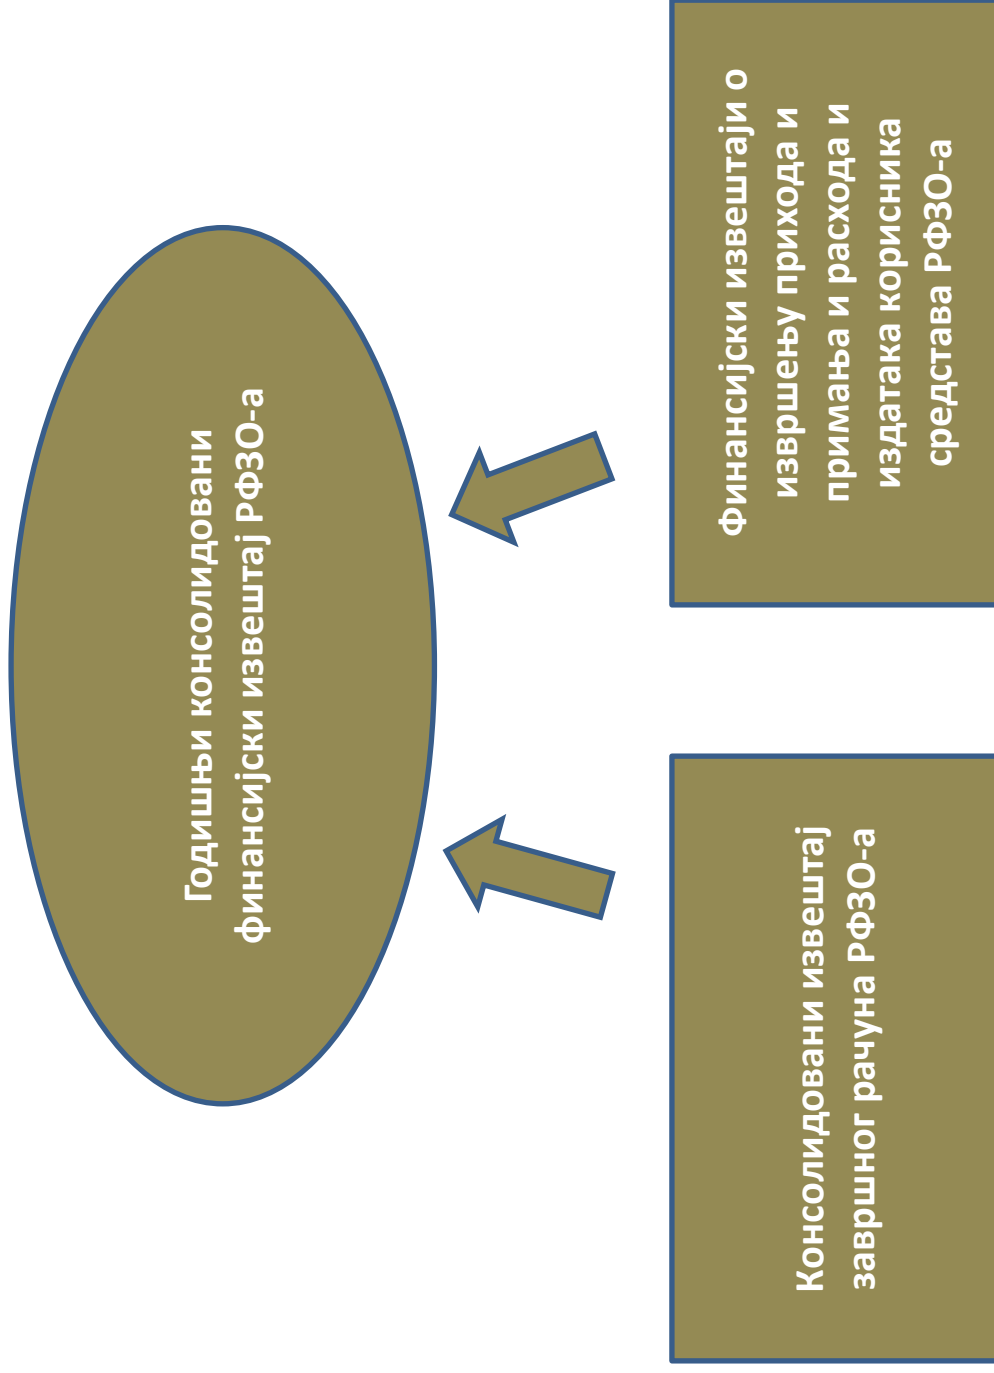 Годишњи консолидовани
финансијски извештај РФЗО-а
Консолидовани извештај
завршног рачуна РФЗО-а
Финансијски извештаји о
извршењу прихода и
примања и расхода и
издатака корисника
средстава РФЗО-а